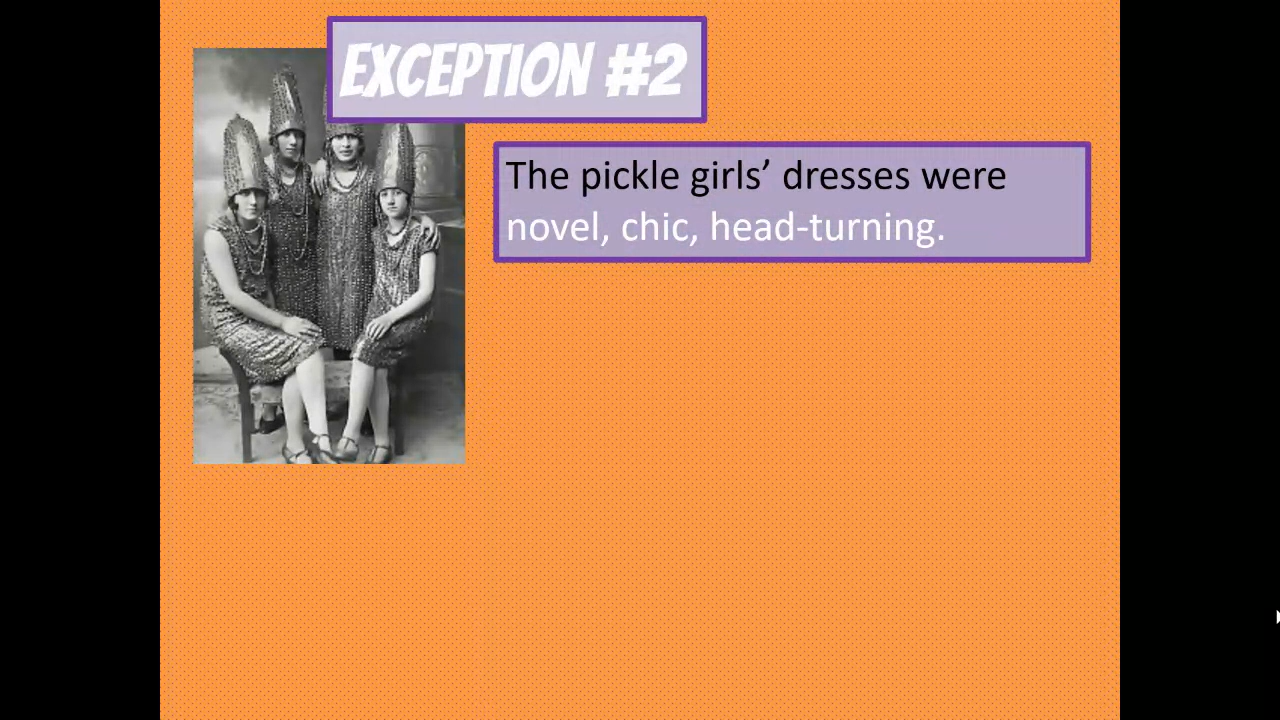 EXCEPTION #2
The pickle girls’ dresses were
novel, chic, head-turning.